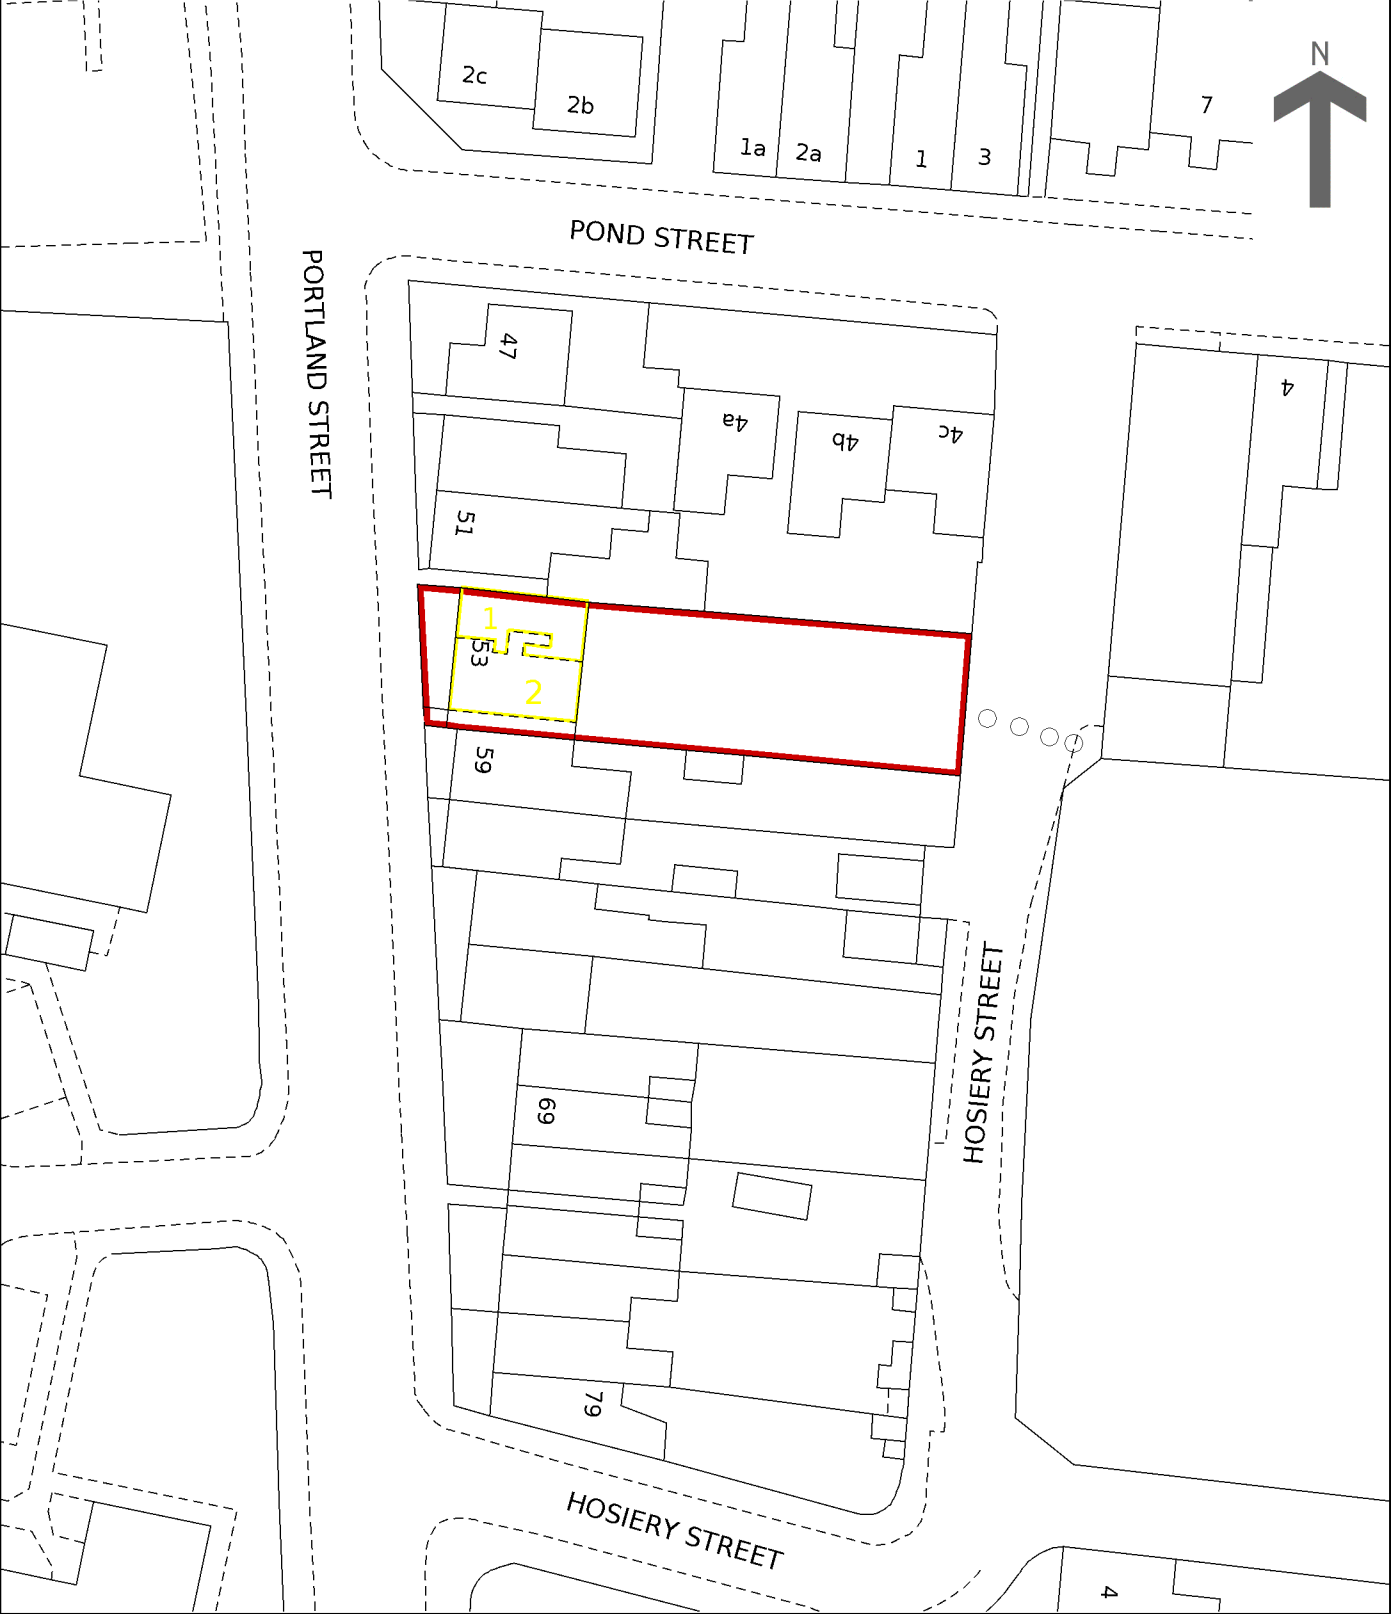 N
2c
2b
1a
2a
1
3
7
POND STREET
PORTLAND STREET
47
4a
4b
4c
4
51
1
53
2
59
HOSIERY STREET
69
79
HOSIERY STREET
4